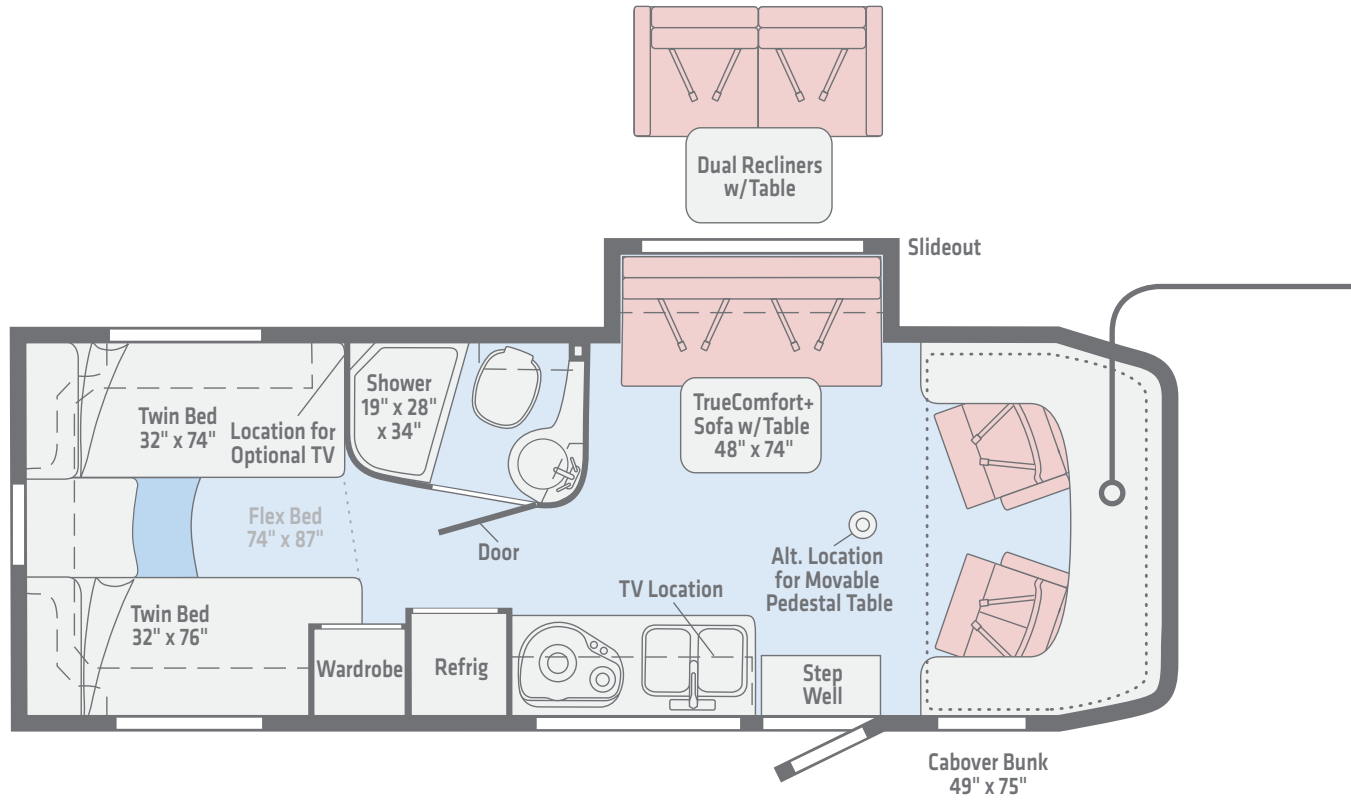 Dual Recliners
w/Table
Slideout
Shower
19" x 28"
x 34"
Twin Bed
32" x 74"
Location for
Optional TV
TrueComfort+
Sofa w/Table
48" x 74"
Flex Bed
74" x 87"
Door
Alt. Location
for Movable
Pedestal Table
TV Location
Twin Bed
32" x 76"
Wardrobe
Refrig
Step
Well
Cabover Bunk
49" x 75"